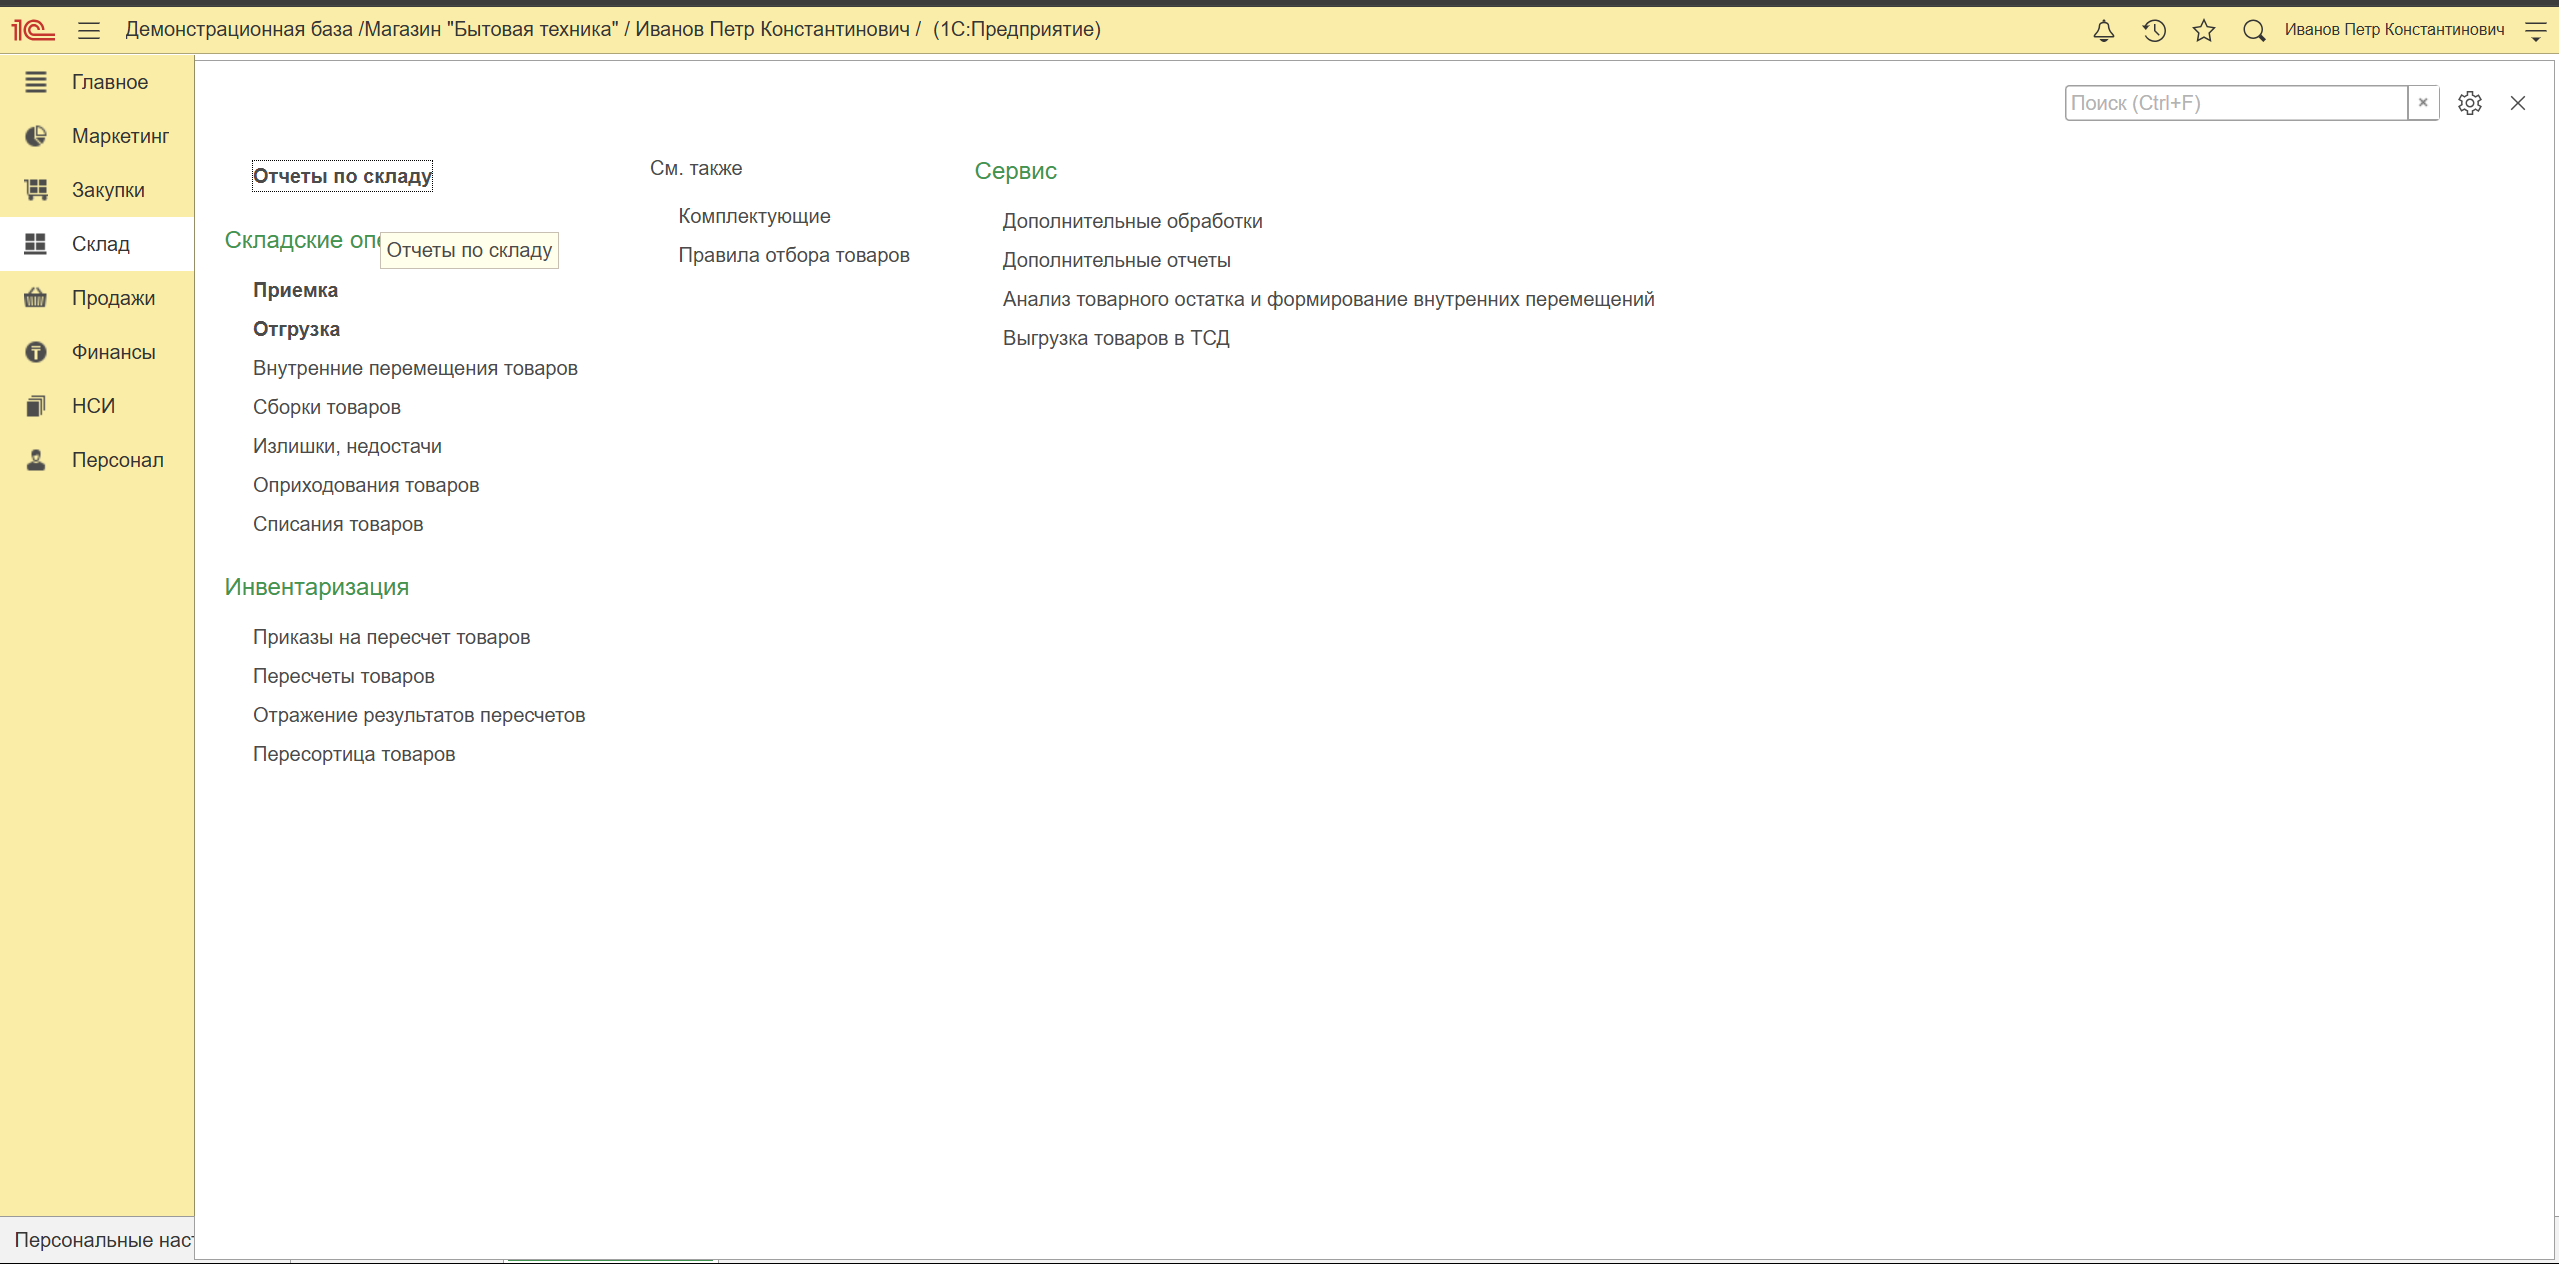 1С Демонстрационная база /Магазин "Бытовая техника" / Иванов Петр Константинович / (1С:Предприятие)
Иванов Петр Константинович
Главное
Маркетинг
Закупки
Склад
Продажи
Финансы
НСИ
Персонал
Поиск (Ctrl+F)
Отчеты по складу
Складские опе
Отчеты по складу
Приемка
Отгрузка
Внутренние перемещения товаров
Сборки товаров
Излишки, недостачи
Оприходования товаров
Списания товаров
Инвентаризация
Приказы на пересчет товаров
Пересчеты товаров
Отражение результатов пересчетов
Пересортица товаров
См. также
Комплектующие
Правила отбора товаров
Сервис
Дополнительные обработки
Дополнительные отчеты
Анализ товарного остатка и формирование внутренних перемещений
Выгрузка товаров в ТСД
Персональные нас